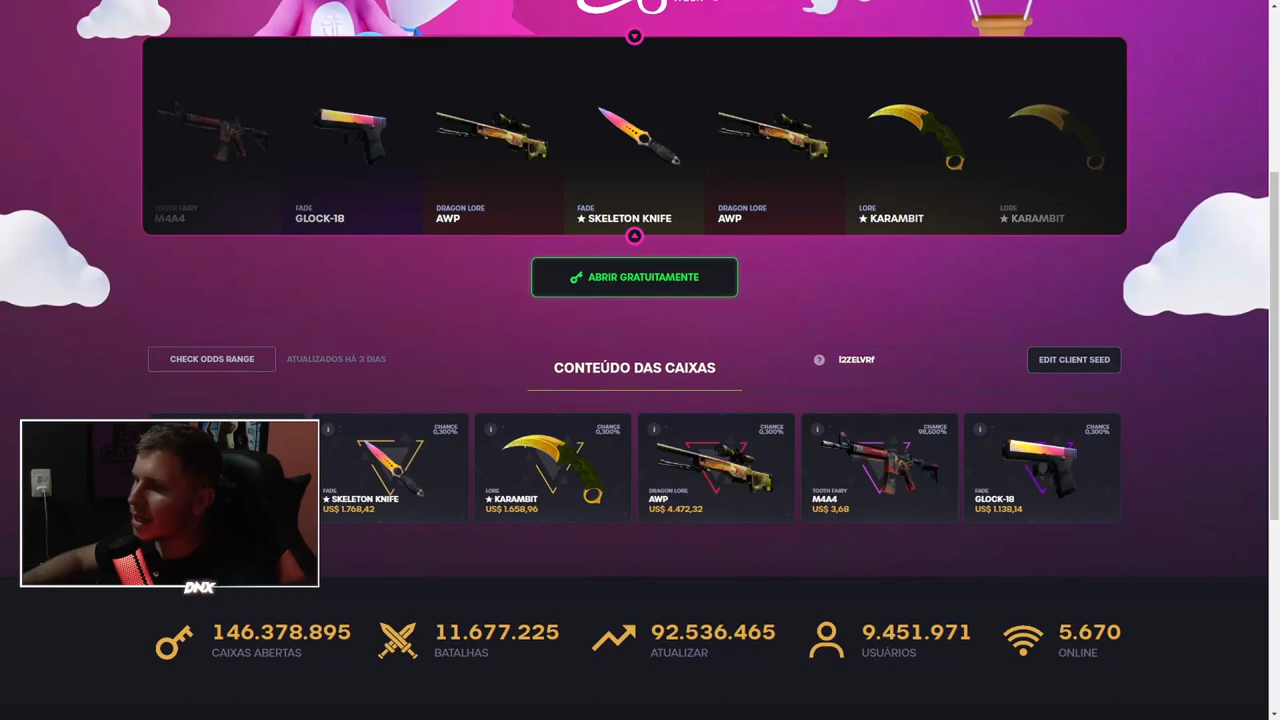 TOOTH FAIRY
M4A4
FADE
GLOCK-18
DRAGON LORE
AWP
FADE
★ SKELETON KNIFE
DRAGON LORE
AWP
LORE
★ KARAMBIT
LORE
★ KARAMBIT
ABRIR GRATUITAMENTE
CHECK ODDS RANGE
ATUALIZADOS HÁ 3 DIAS
CONTEÚDO DAS CAIXAS
l2ZELVRf
EDIT CLIENT SEED
CHANCE
0,300%
FADE
★ SKELETON KNIFE
US$ 1.768,42
CHANCE
0,300%
LORE
★ KARAMBIT
US$ 1.658,96
CHANCE
0,300%
DRAGON LORE
AWP
US$ 4.472,32
CHANCE
98,500%
TOOTH FAIRY
M4A4
US$ 3,68
CHANCE
0,300%
FADE
GLOCK-18
US$ 1.138,14
DNX
146.378.895
CAIXAS ABERTAS
11.677.225
BATALHAS
92.536.465
ATUALIZAR
9.451.971
USUÁRIOS
5.670
ONLINE